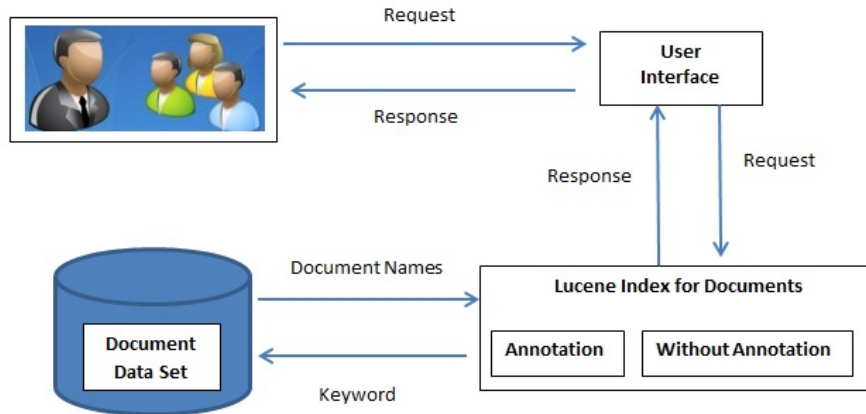 Request
User
Interface
Response
Response
Request
Document Names
Lucene Index for Documents
Document
Data Set
Annotation
Without Annotation
Keyword